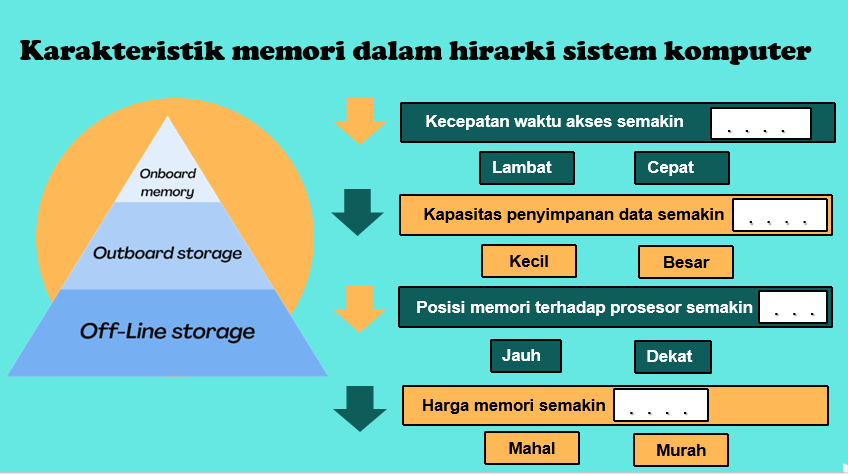 Karakteristik memori dalam hirarki sistem komputer
Onboard
memory
Outboard storage
Off-Line storage
Kecepatan waktu akses semakin . . . .
Lambat Cepat
Kapasitas penyimpanan data semakin . . . .
Kecil Besar
Posisi memori terhadap prosesor semakin . . .
Jauh Dekat
Harga memori semakin . . . .
Mahal Murah